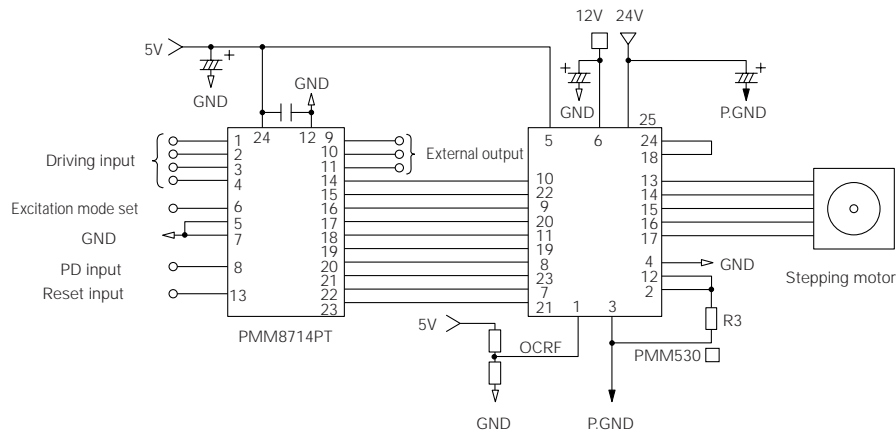 12V 24V
5V
+
+
+
GND
GND
GND
P.GND
24 12
5 6 25
Driving input
1
2
3
4
9
10
11
External output
24
18
Excitation mode set
6
5
7
GND
PD input
8
Reset input
13
14
15
16
17
18
19
20
21
22
23
10
22
9
20
11
19
8
23
7
21
13
14
15
16
17
4
12
2
GND
Stepping motor
1 3
R3
PMM8714PT
5V
OCRF
PMM530□
GND
P.GND